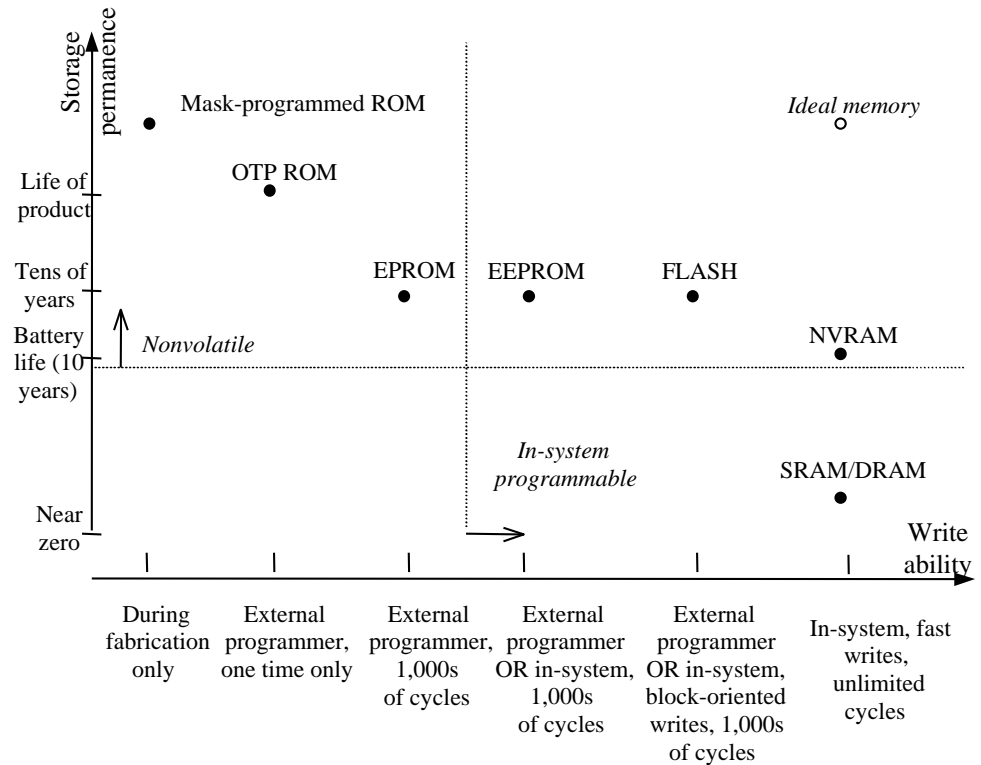 Storage
permanence
Mask-programmed ROM
Ideal memory
OTP ROM
Life of
product
EPROM
EEPROM
FLASH
Tens of
years
NVRAM
Battery
life (10
years)
Nonvolatile
In-system
programmable
SRAM/DRAM
Near
zero
Write
ability
During
fabrication
only
External
programmer,
one time only
External
programmer,
1,000s
of cycles
External
programmer
OR in-system,
1,000s
of cycles
External
programmer
OR in-system,
block-oriented
writes, 1,000s
of cycles
In-system, fast
writes,
unlimited
cycles